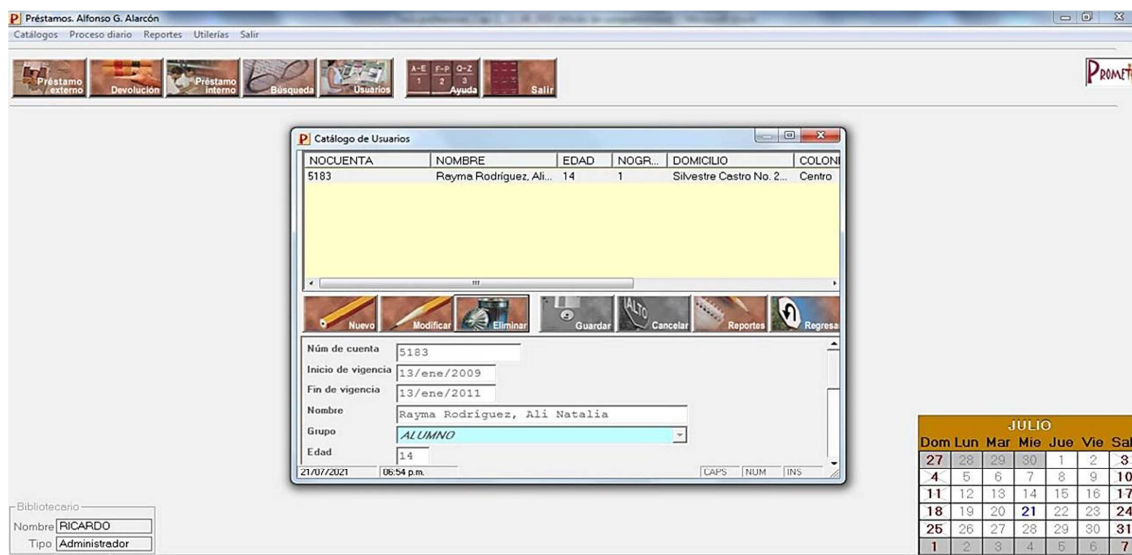 Préstamos. Alfonso G. Alarcón
Catálogos Proceso diario Reportes Utilerías Salir
Préstamo externo Devolución Préstamo interno Búsqueda Usuarios A-E 1 F-P 2 Q-Z 3 Ayuda Salir
PROMET
Catálogo de Usuarios
NOCUENTA NOMBRE EDAD NOGR... DOMICILIO COLONI
5183 Rayma Rodríguez, Ali... 14 1 Silvestre Castro No. 2... Centro
Nuevo Modificar Eliminar Guardar ALTO Cancelar Reportes Regresa
Núm de cuenta 5183
Inicio de vigencia 13/ene/2009
Fin de vigencia 13/ene/2011
Nombre Rayma Rodríguez, Ali Natalia
Grupo ALUMNO
Edad 14
21/07/2021 06:54 p.m. CAPS NUM INS
JULIO
Dom Lun Mar Mie Jue Vie Sal
27 28 29 30 1 2 3
4 5 6 7 8 9 10
11 12 13 14 15 16 17
18 19 20 21 22 23 24
25 26 27 28 29 30 31
1 2 3 4 5 6 7
Bibliotecario
Nombre RICARDO
Tipo Administrador